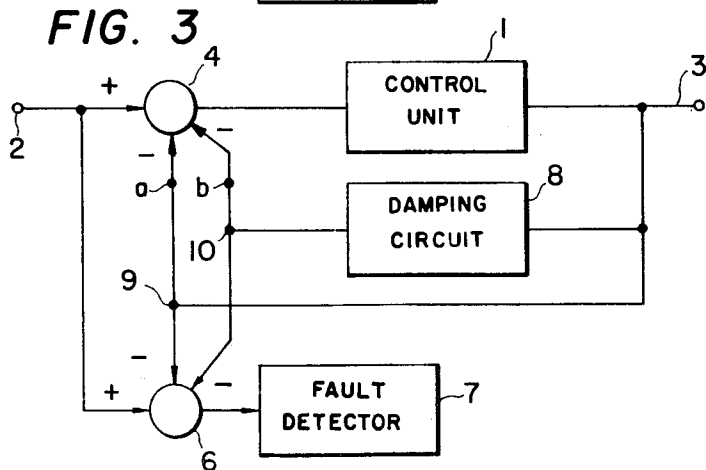 FIG. 3
4
1
CONTROL
UNIT
3
+
2
-
-
a
b
8
DAMPING
CIRCUIT
10
9
-
+
-
FAULT
DETECTOR
7
6